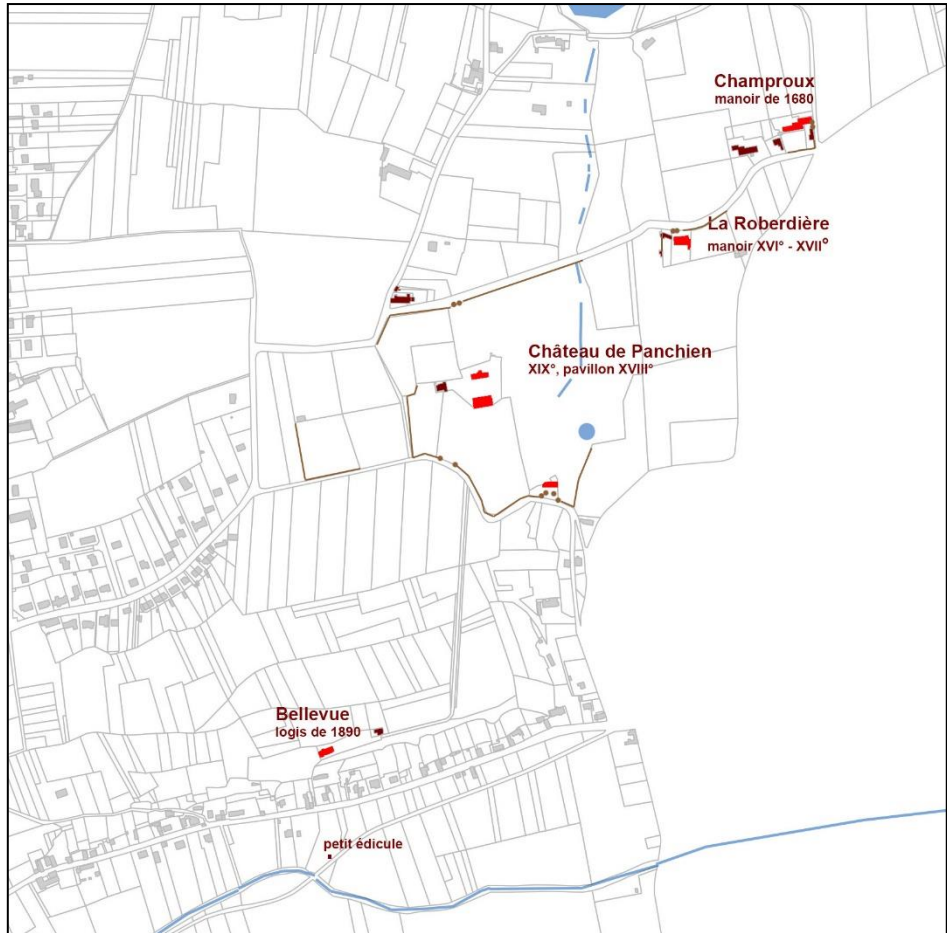 Champroux
manoir de 1680
La Roberdière
manoir XVI° - XVII°
Château de Panchien
XIX°, pavillon XVIII°
Bellevue
logis de 1890
petit édicule